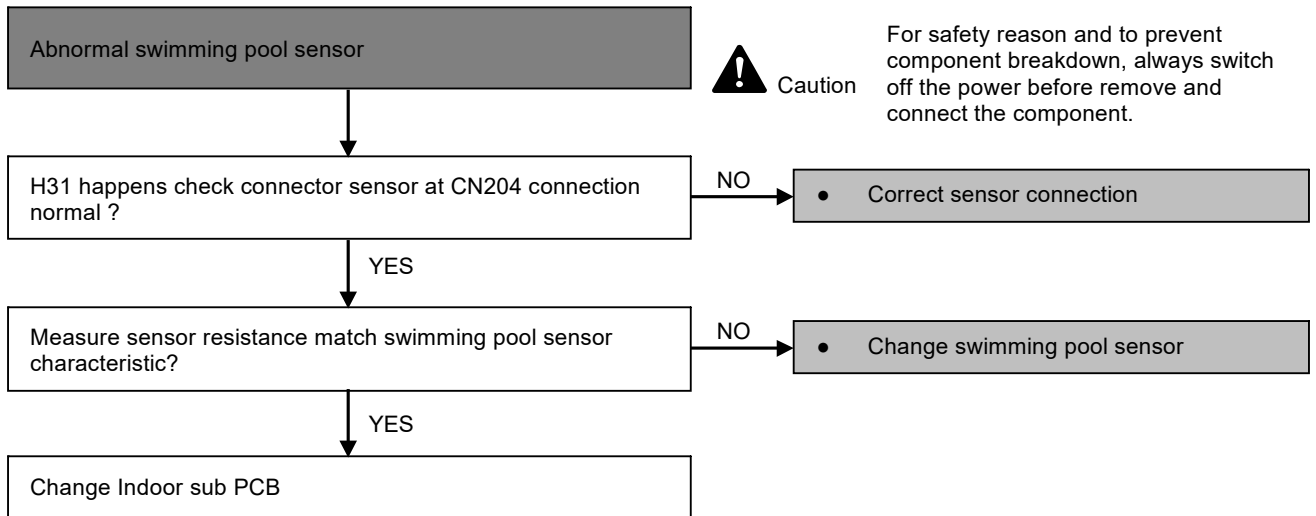 Abnormal swimming pool sensor
Caution
For safety reason and to prevent
component breakdown, always switch
off the power before remove and
connect the component.
H31 happens check connector sensor at CN204 connection
normal ?
NO
● Correct sensor connection
YES
Measure sensor resistance match swimming pool sensor
characteristic?
NO
● Change swimming pool sensor
YES
Change Indoor sub PCB